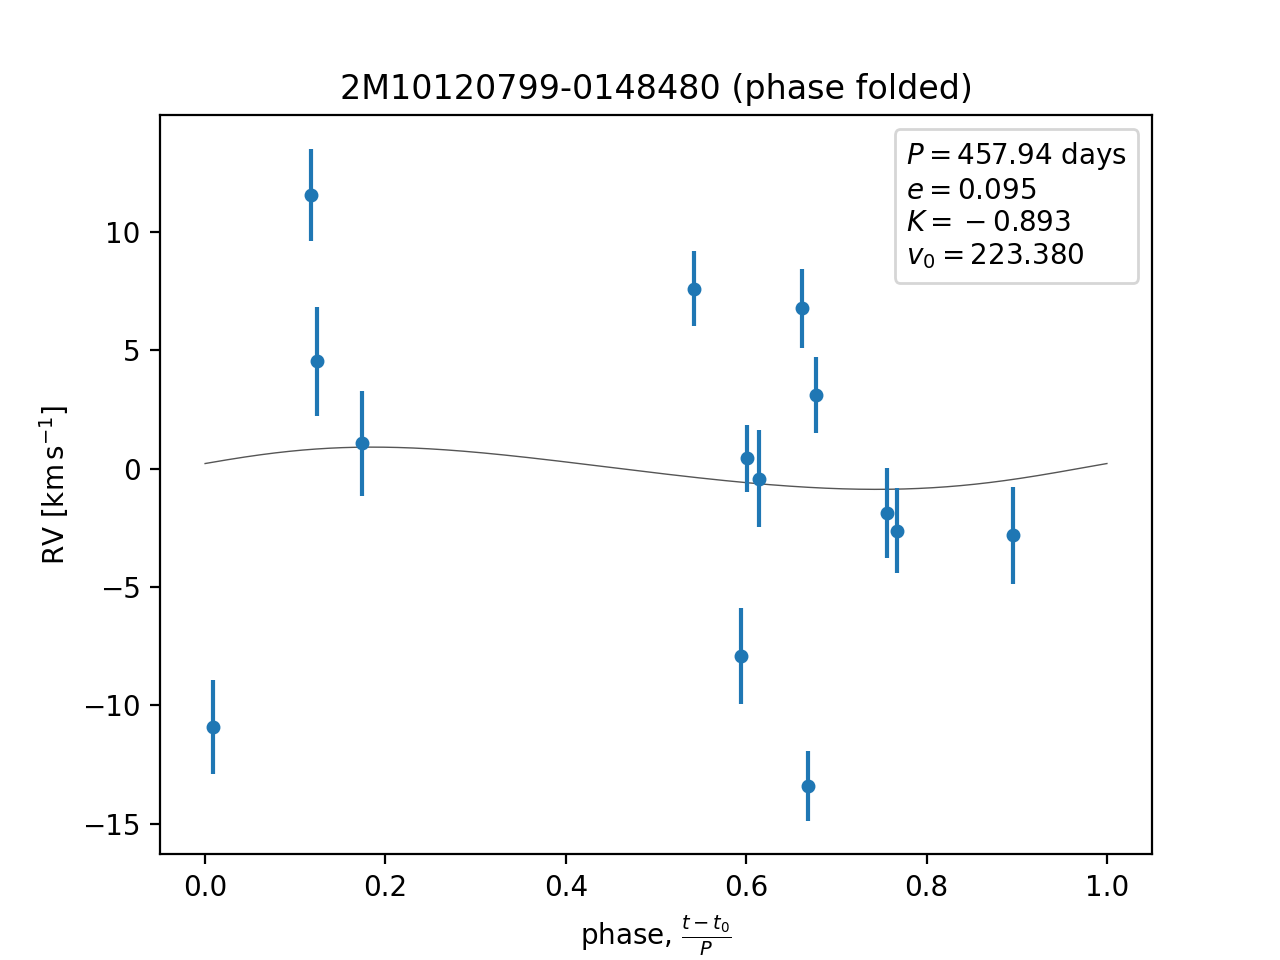 2M10120799-0148480 (phase folded)
P = 457.94 days
e = 0.095
K = −0.893
v₀ = 223.380
10
5
0
−5
−10
−15
RV [km s⁻¹]
0.0 0.2 0.4 0.6 0.8 1.0
phase, (t − t₀)/P